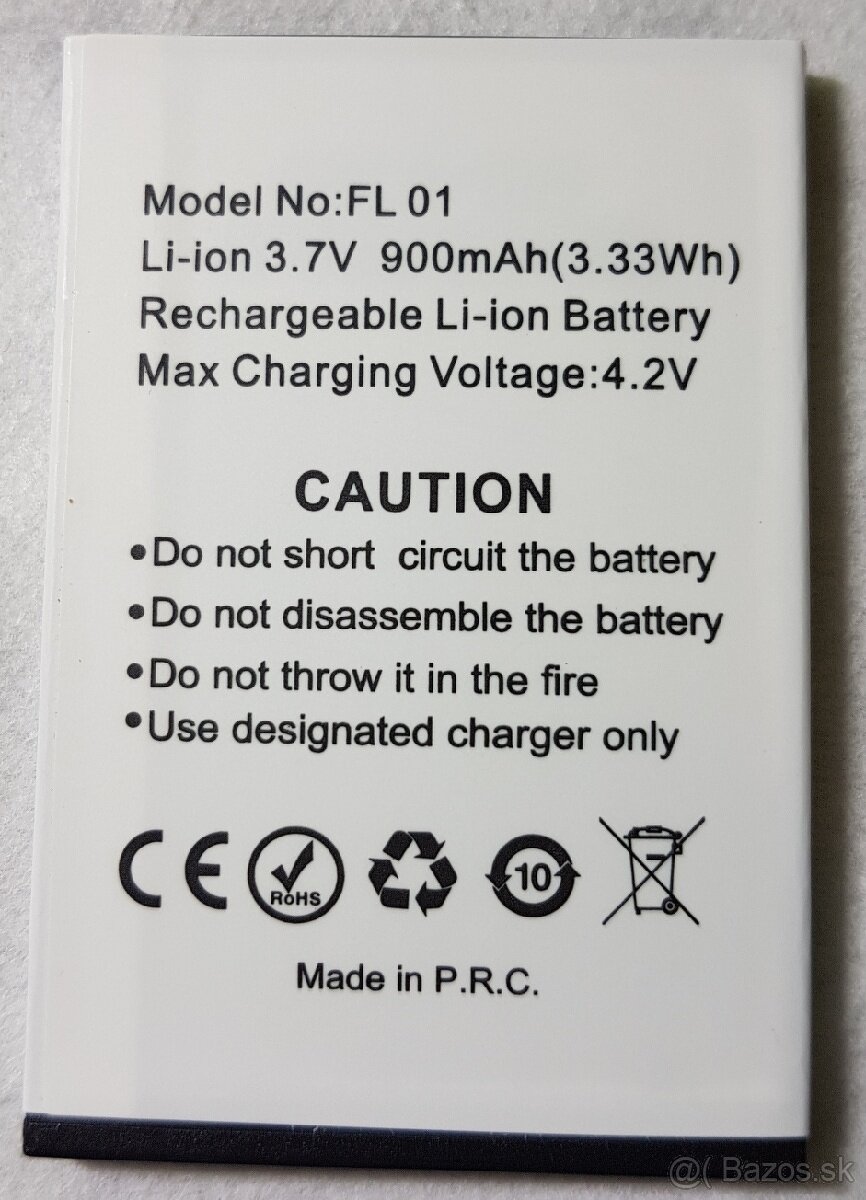 Model No:FL 01
Li-ion 3.7V 900mAh(3.33Wh)
Rechargeable Li-ion Battery
Max Charging Voltage:4.2V
CAUTION
•Do not short circuit the battery
•Do not disassemble the battery
•Do not throw it in the fire
•Use designated charger only
CE RoHS 10
Made in P.R.C.
@( Bazos.sk